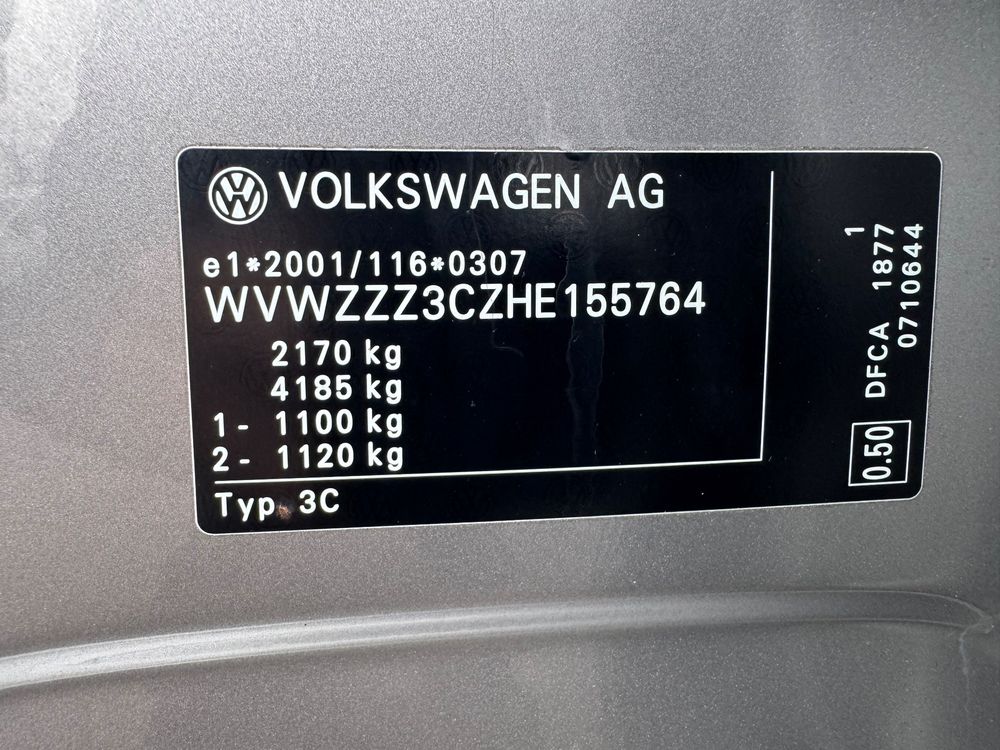 VOLKSWAGEN AG
e1*2001/116*0307
WVWZZZ3CZHE155764
2170 kg
4185 kg
1- 1100 kg
2- 1120 kg
Typ 3C
1
DFCA 1877
0710644
0.50